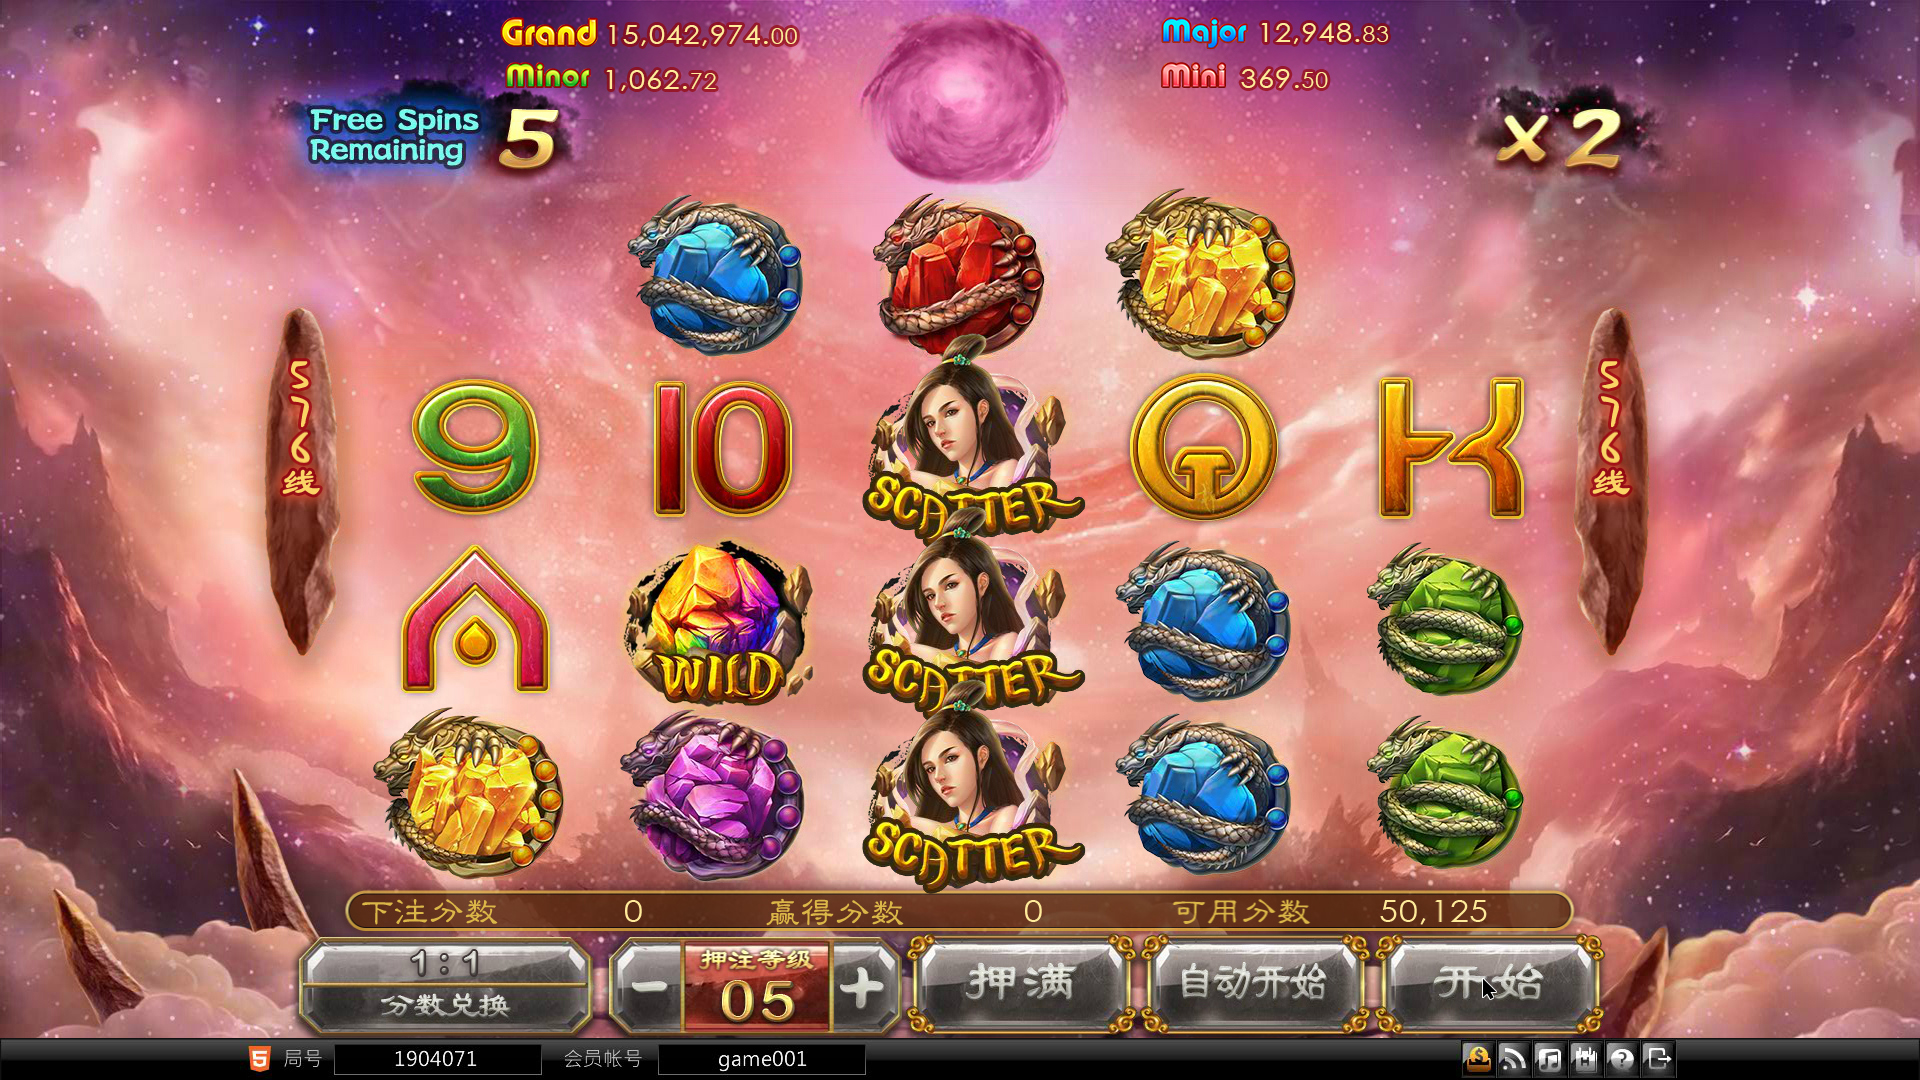 Grand 15,042,974.00
Major 12,948.83
Minor 1,062.72
Mini 369.50
Free Spins
Remaining
5
x2
576线
576线
9
10
SCATTER
Q
K
A
WILD
SCATTER
SCATTER
下注分数 0 赢得分数 0 可用分数 50,125
1:1
分数兑换
-
押注等级
05
+
押满
自动开始
开始
5 局号 1904071 会员帐号 game001
$
?